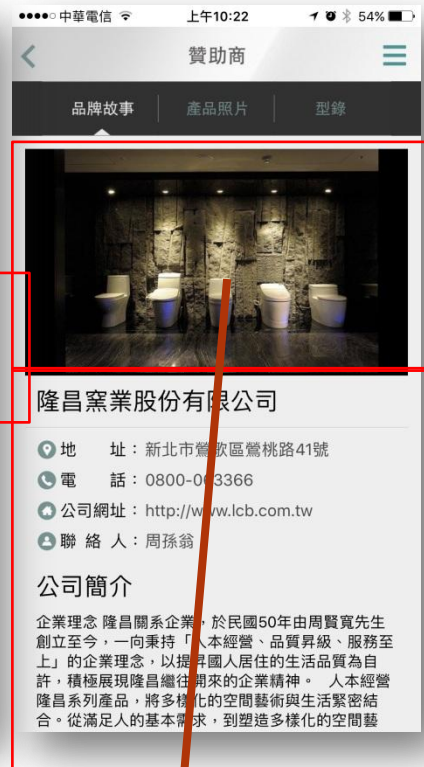 中華電信 上午10:22 54%
贊助商
品牌故事 產品照片 型錄
隆昌窯業股份有限公司
地 址：新北市鶯歌區鶯桃路41號
電 話：0800-063366
公司網址：http://www.lcb.com.tw
聯 絡 人：周孫翁
公司簡介
企業理念 隆昌關系企業，於民國50年由周賢寬先生
創立至今，一向秉持「人本經營、品質昇級、服務至
上」的企業理念，以提昇國人居住的生活品質為自
許，積極展現隆昌繼往開來的企業精神。 人本經營
隆昌系列產品，將多樣化的空間藝術與生活緊密結
合。從滿足人的基本需求，到塑造多樣化的空間藝